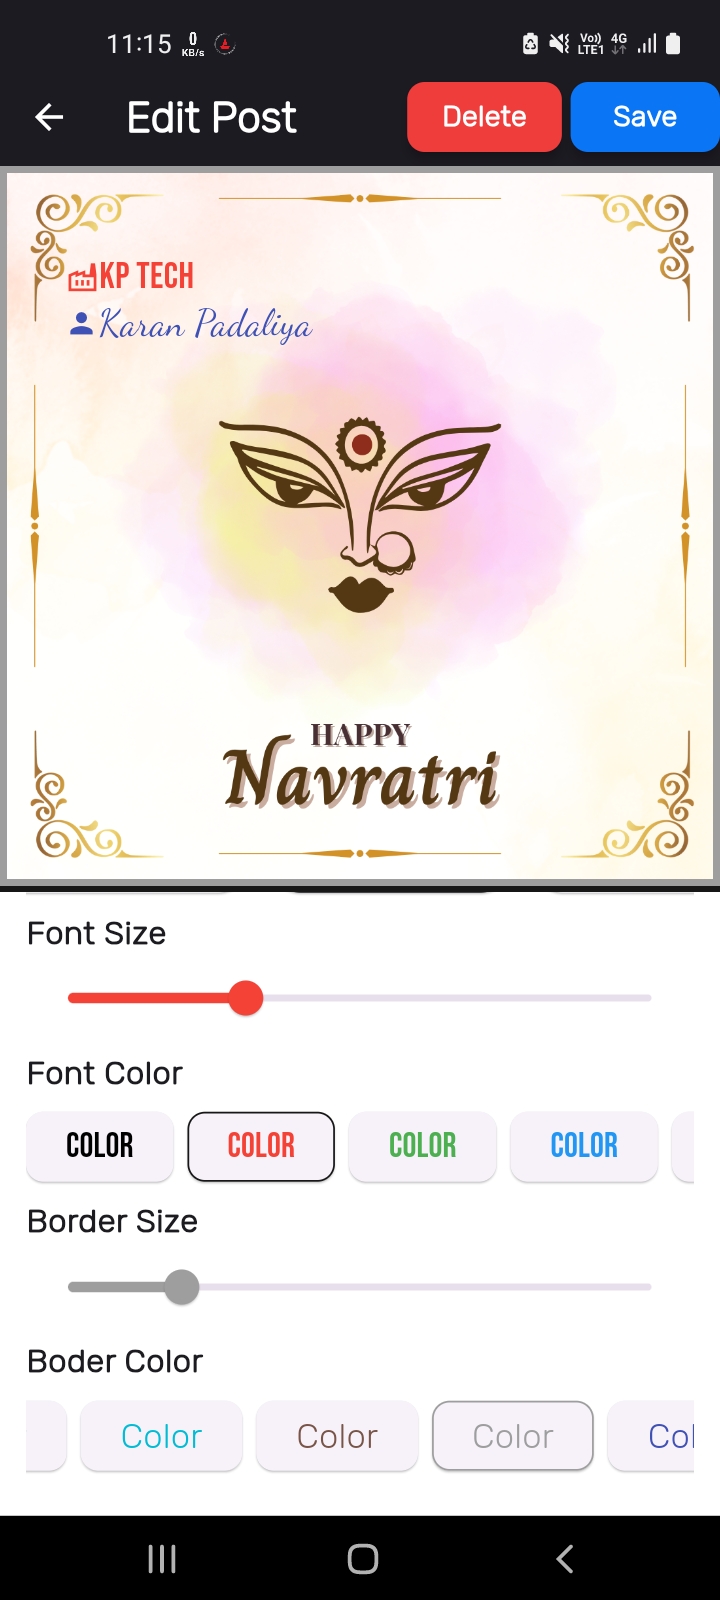 11:15 0 KB/s Vo)) LTE1 4G
Edit Post Delete Save
KP TECH
Karan Padaliya
HAPPY
Navratri
Font Size
Font Color
COLOR COLOR COLOR COLOR
Border Size
Boder Color
Color Color Color Col